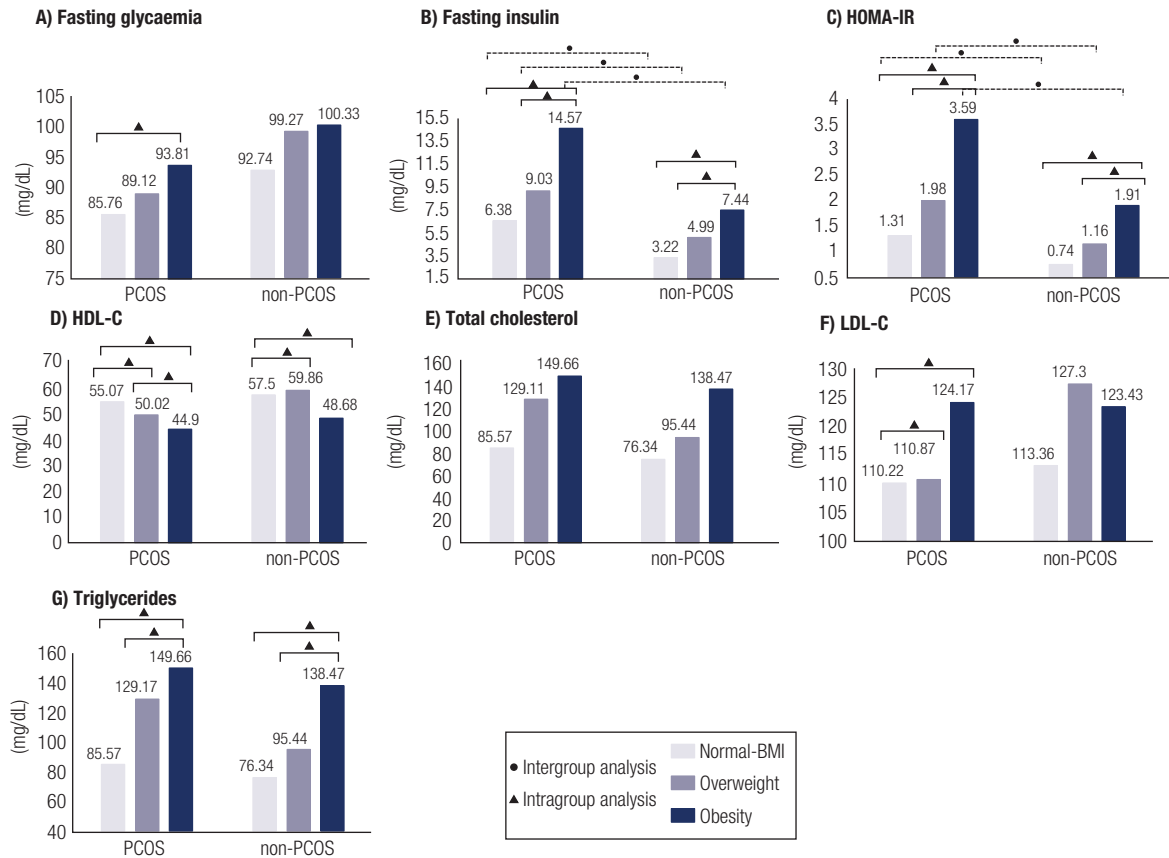 A) Fasting glycaemia
(mg/dL)
105
100
95
90
85
80
75
85.76
89.12
93.81
92.74
99.27
100.33
PCOS
non-PCOS
B) Fasting insulin
(mg/dL)
15.5
13.5
11.5
9.5
7.5
5.5
3.5
1.5
6.38
9.03
14.57
3.22
4.99
7.44
PCOS
non-PCOS
C) HOMA-IR
(mg/dL)
4
3.5
3
2.5
2
1.5
1
0.5
1.31
1.98
3.59
0.74
1.16
1.91
PCOS
non-PCOS
D) HDL-C
(mg/dL)
70
60
50
40
30
20
10
0
55.07
50.02
44.9
57.5
59.86
48.68
PCOS
non-PCOS
E) Total cholesterol
(mg/dL)
160
140
120
100
80
60
40
20
0
85.57
129.11
149.66
76.34
95.44
138.47
PCOS
non-PCOS
F) LDL-C
(mg/dL)
130
125
120
115
110
105
100
110.22
110.87
124.17
113.36
127.3
123.43
PCOS
non-PCOS
G) Triglycerides
(mg/dL)
160
140
120
100
80
60
40
85.57
129.17
149.66
76.34
95.44
138.47
PCOS
non-PCOS
Intergroup analysis
Intragroup analysis
Normal-BMI
Overweight
Obesity